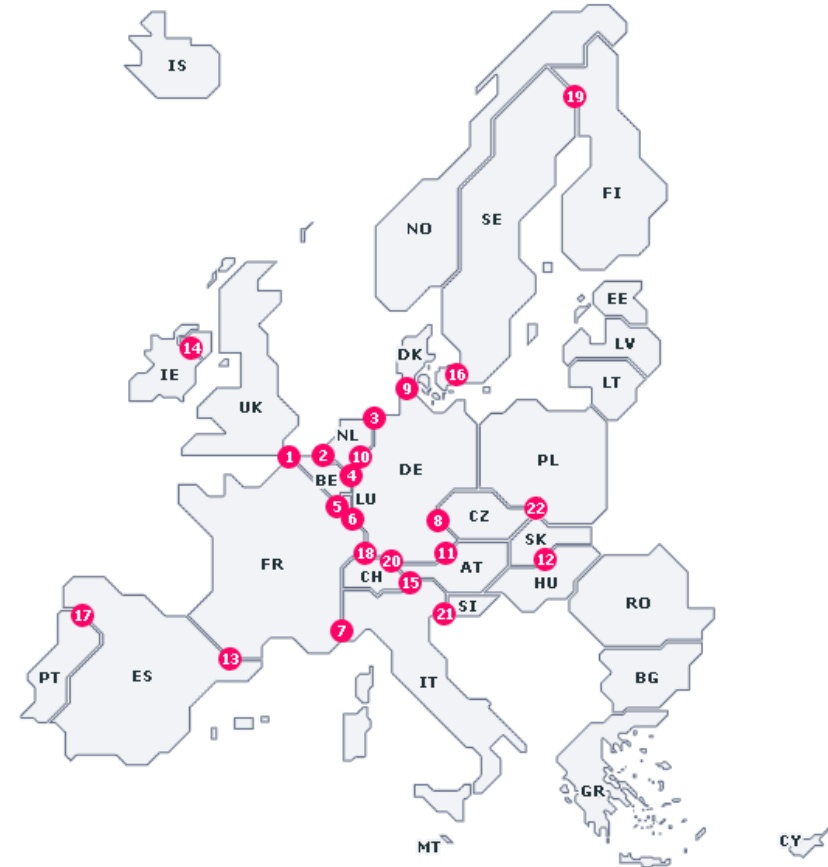 IS
19
FI
SE
NO
EE
LV
14
DK
IE
16
LT
9
UK
3
NL
1
2
10
PL
DE
4
BE
LU
5
22
CZ
6
8
SK
18
11
20
12
FR
AT
CH
15
HU
RO
SI
17
21
7
13
PT
ES
BG
IT
GR
CY
MT